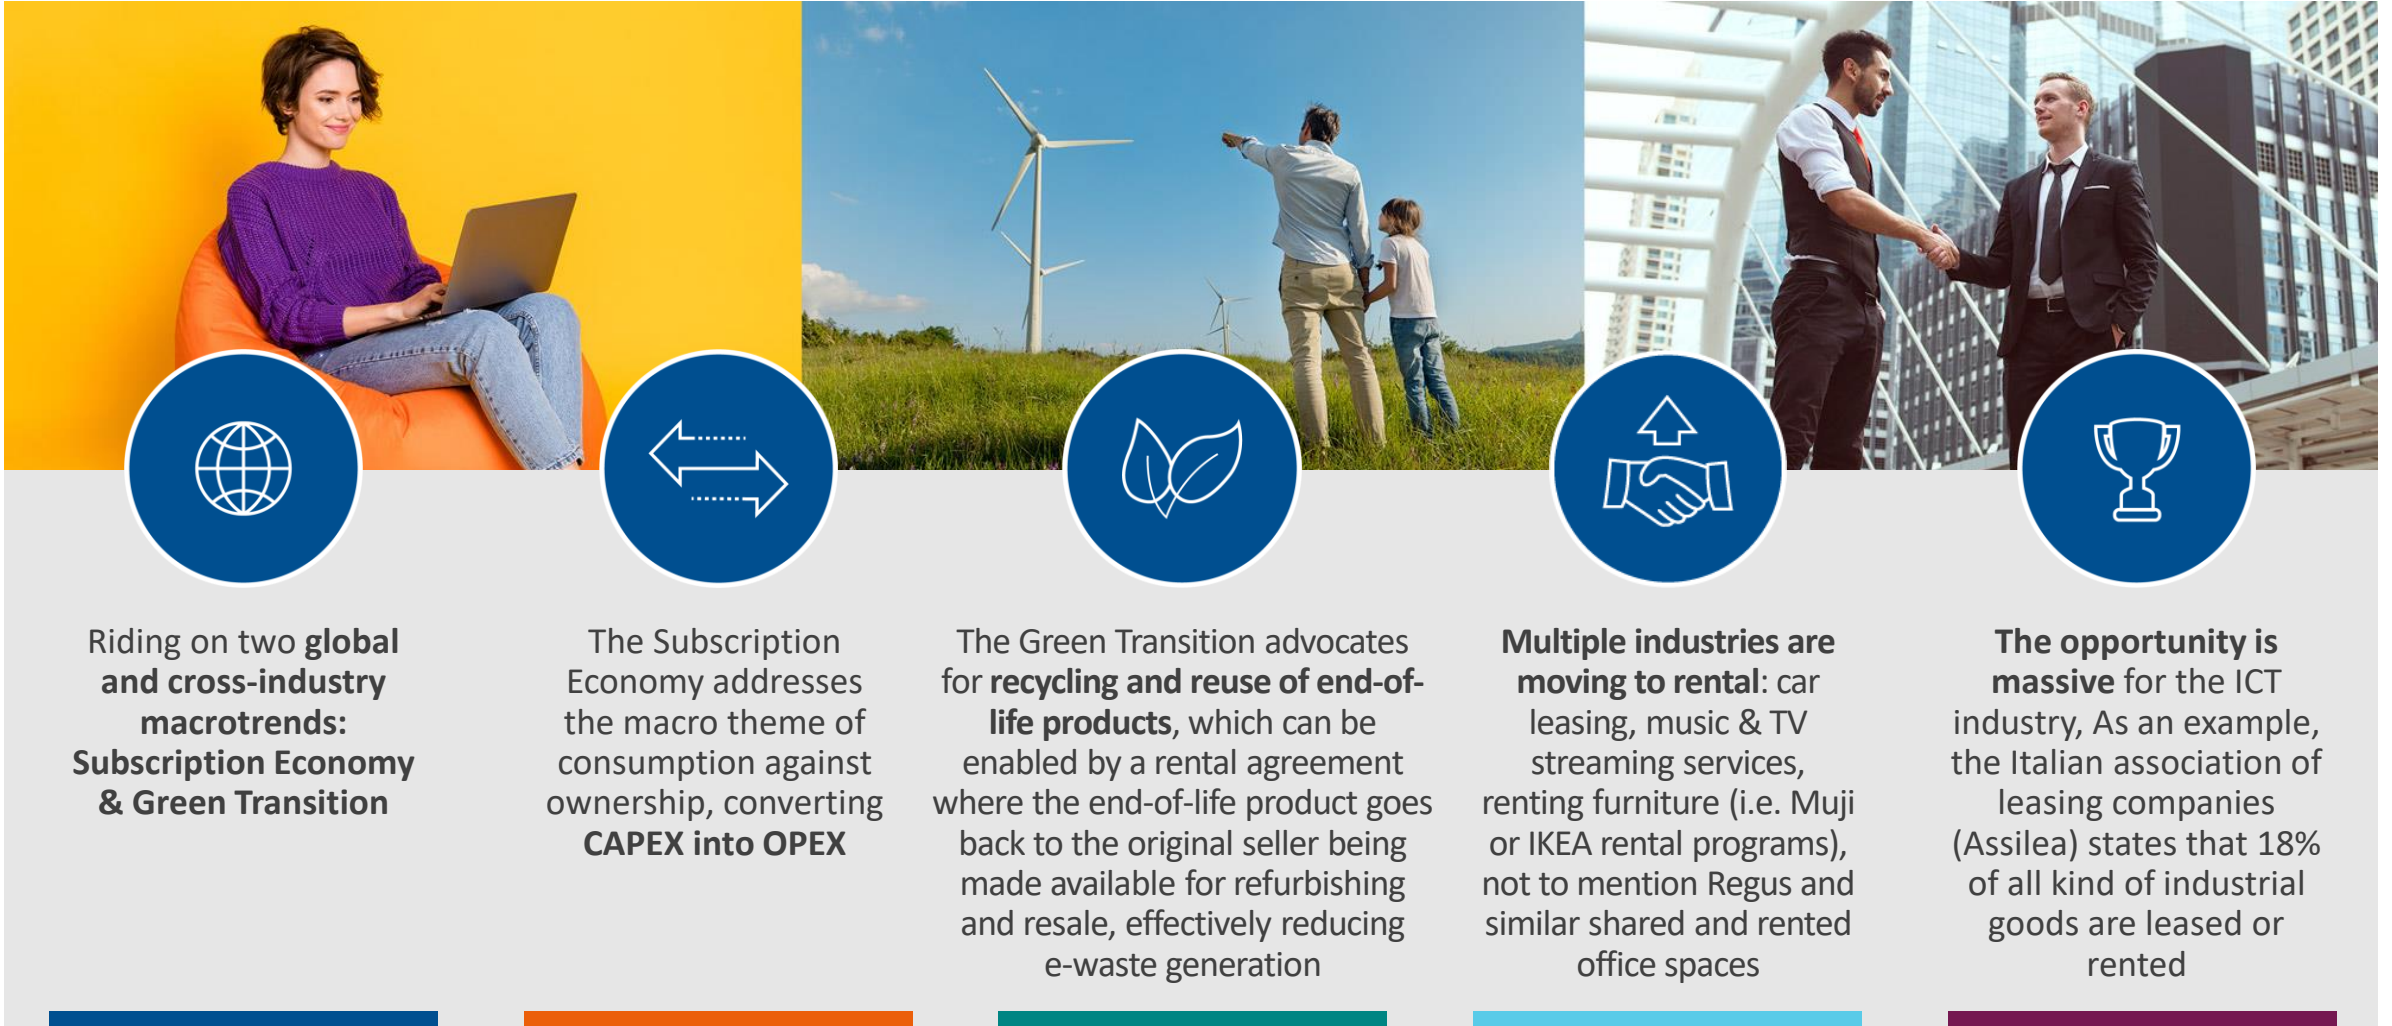 Riding on two global
and cross-industry
macrotrends:
Subscription Economy
& Green Transition
The Subscription
Economy addresses
the macro theme of
consumption against
ownership, converting
CAPEX into OPEX
The Green Transition advocates
for recycling and reuse of end-of-
life products, which can be
enabled by a rental agreement
where the end-of-life product goes
back to the original seller being
made available for refurbishing
and resale, effectively reducing
e-waste generation
Multiple industries are
moving to rental: car
leasing, music & TV
streaming services,
renting furniture (i.e. Muji
or IKEA rental programs),
not to mention Regus and
similar shared and rented
office spaces
The opportunity is
massive for the ICT
industry, As an example,
the Italian association of
leasing companies
(Assilea) states that 18%
of all kind of industrial
goods are leased or
rented